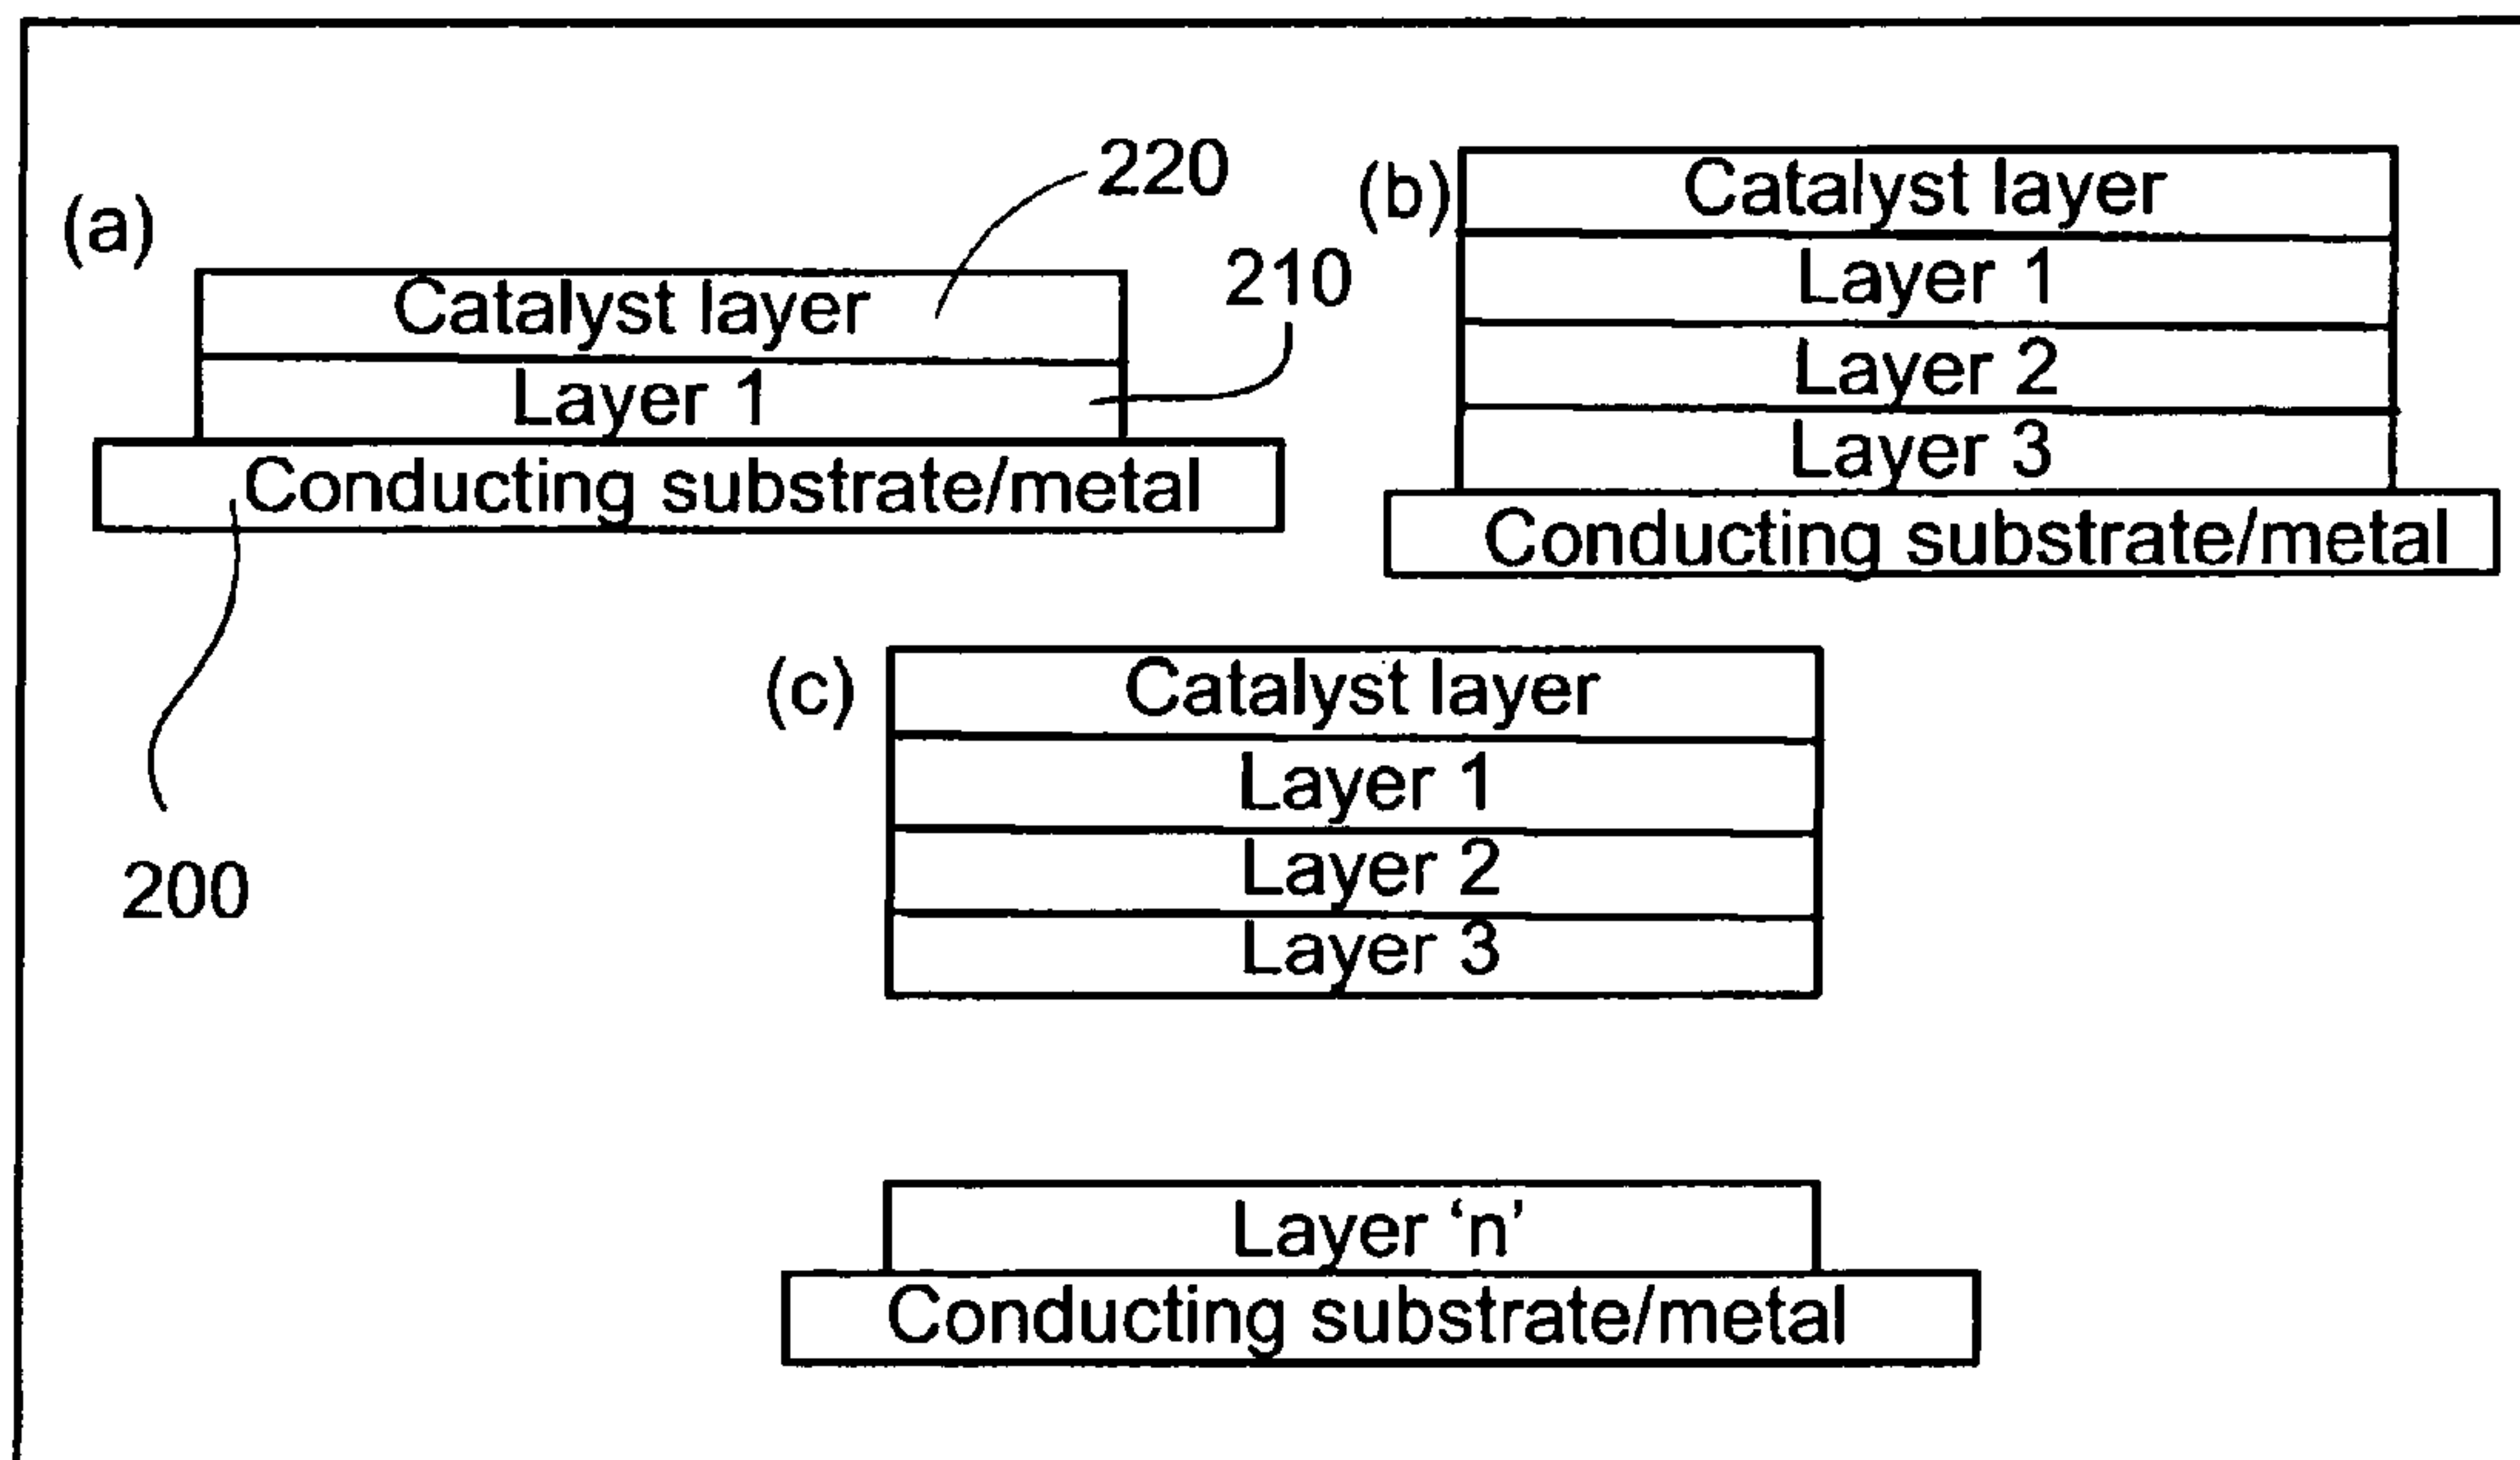 (a)
220
210
Catalyst layer
Layer 1
Conducting substrate/metal
200
(b)
Catalyst layer
Layer 1
Layer 2
Layer 3
Conducting substrate/metal
(c)
Catalyst layer
Layer 1
Layer 2
Layer 3
Layer ‘n’
Conducting substrate/metal